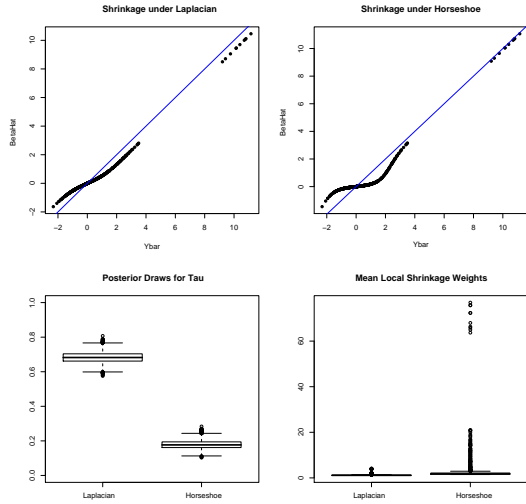 Shrinkage under Laplacian
BetaHat
10
8
6
4
2
0
−2
−2 0 2 4 6 8 10
Ybar
Shrinkage under Horseshoe
BetaHat
10
8
6
4
2
0
−2 0 2 4 6 8 10
Ybar
Posterior Draws for Tau
1.0
0.8
0.6
0.4
0.2
0.0
Laplacian Horseshoe
Mean Local Shrinkage Weights
60
40
20
0
Laplacian Horseshoe